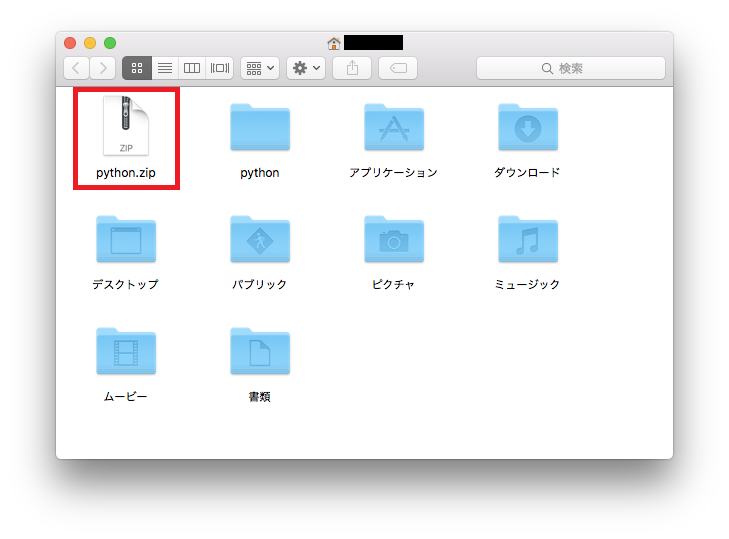 検索
ZIP
python.zip
python
アプリケーション
ダウンロード
デスクトップ
パブリック
ピクチャ
ミュージック
ムービー
書類